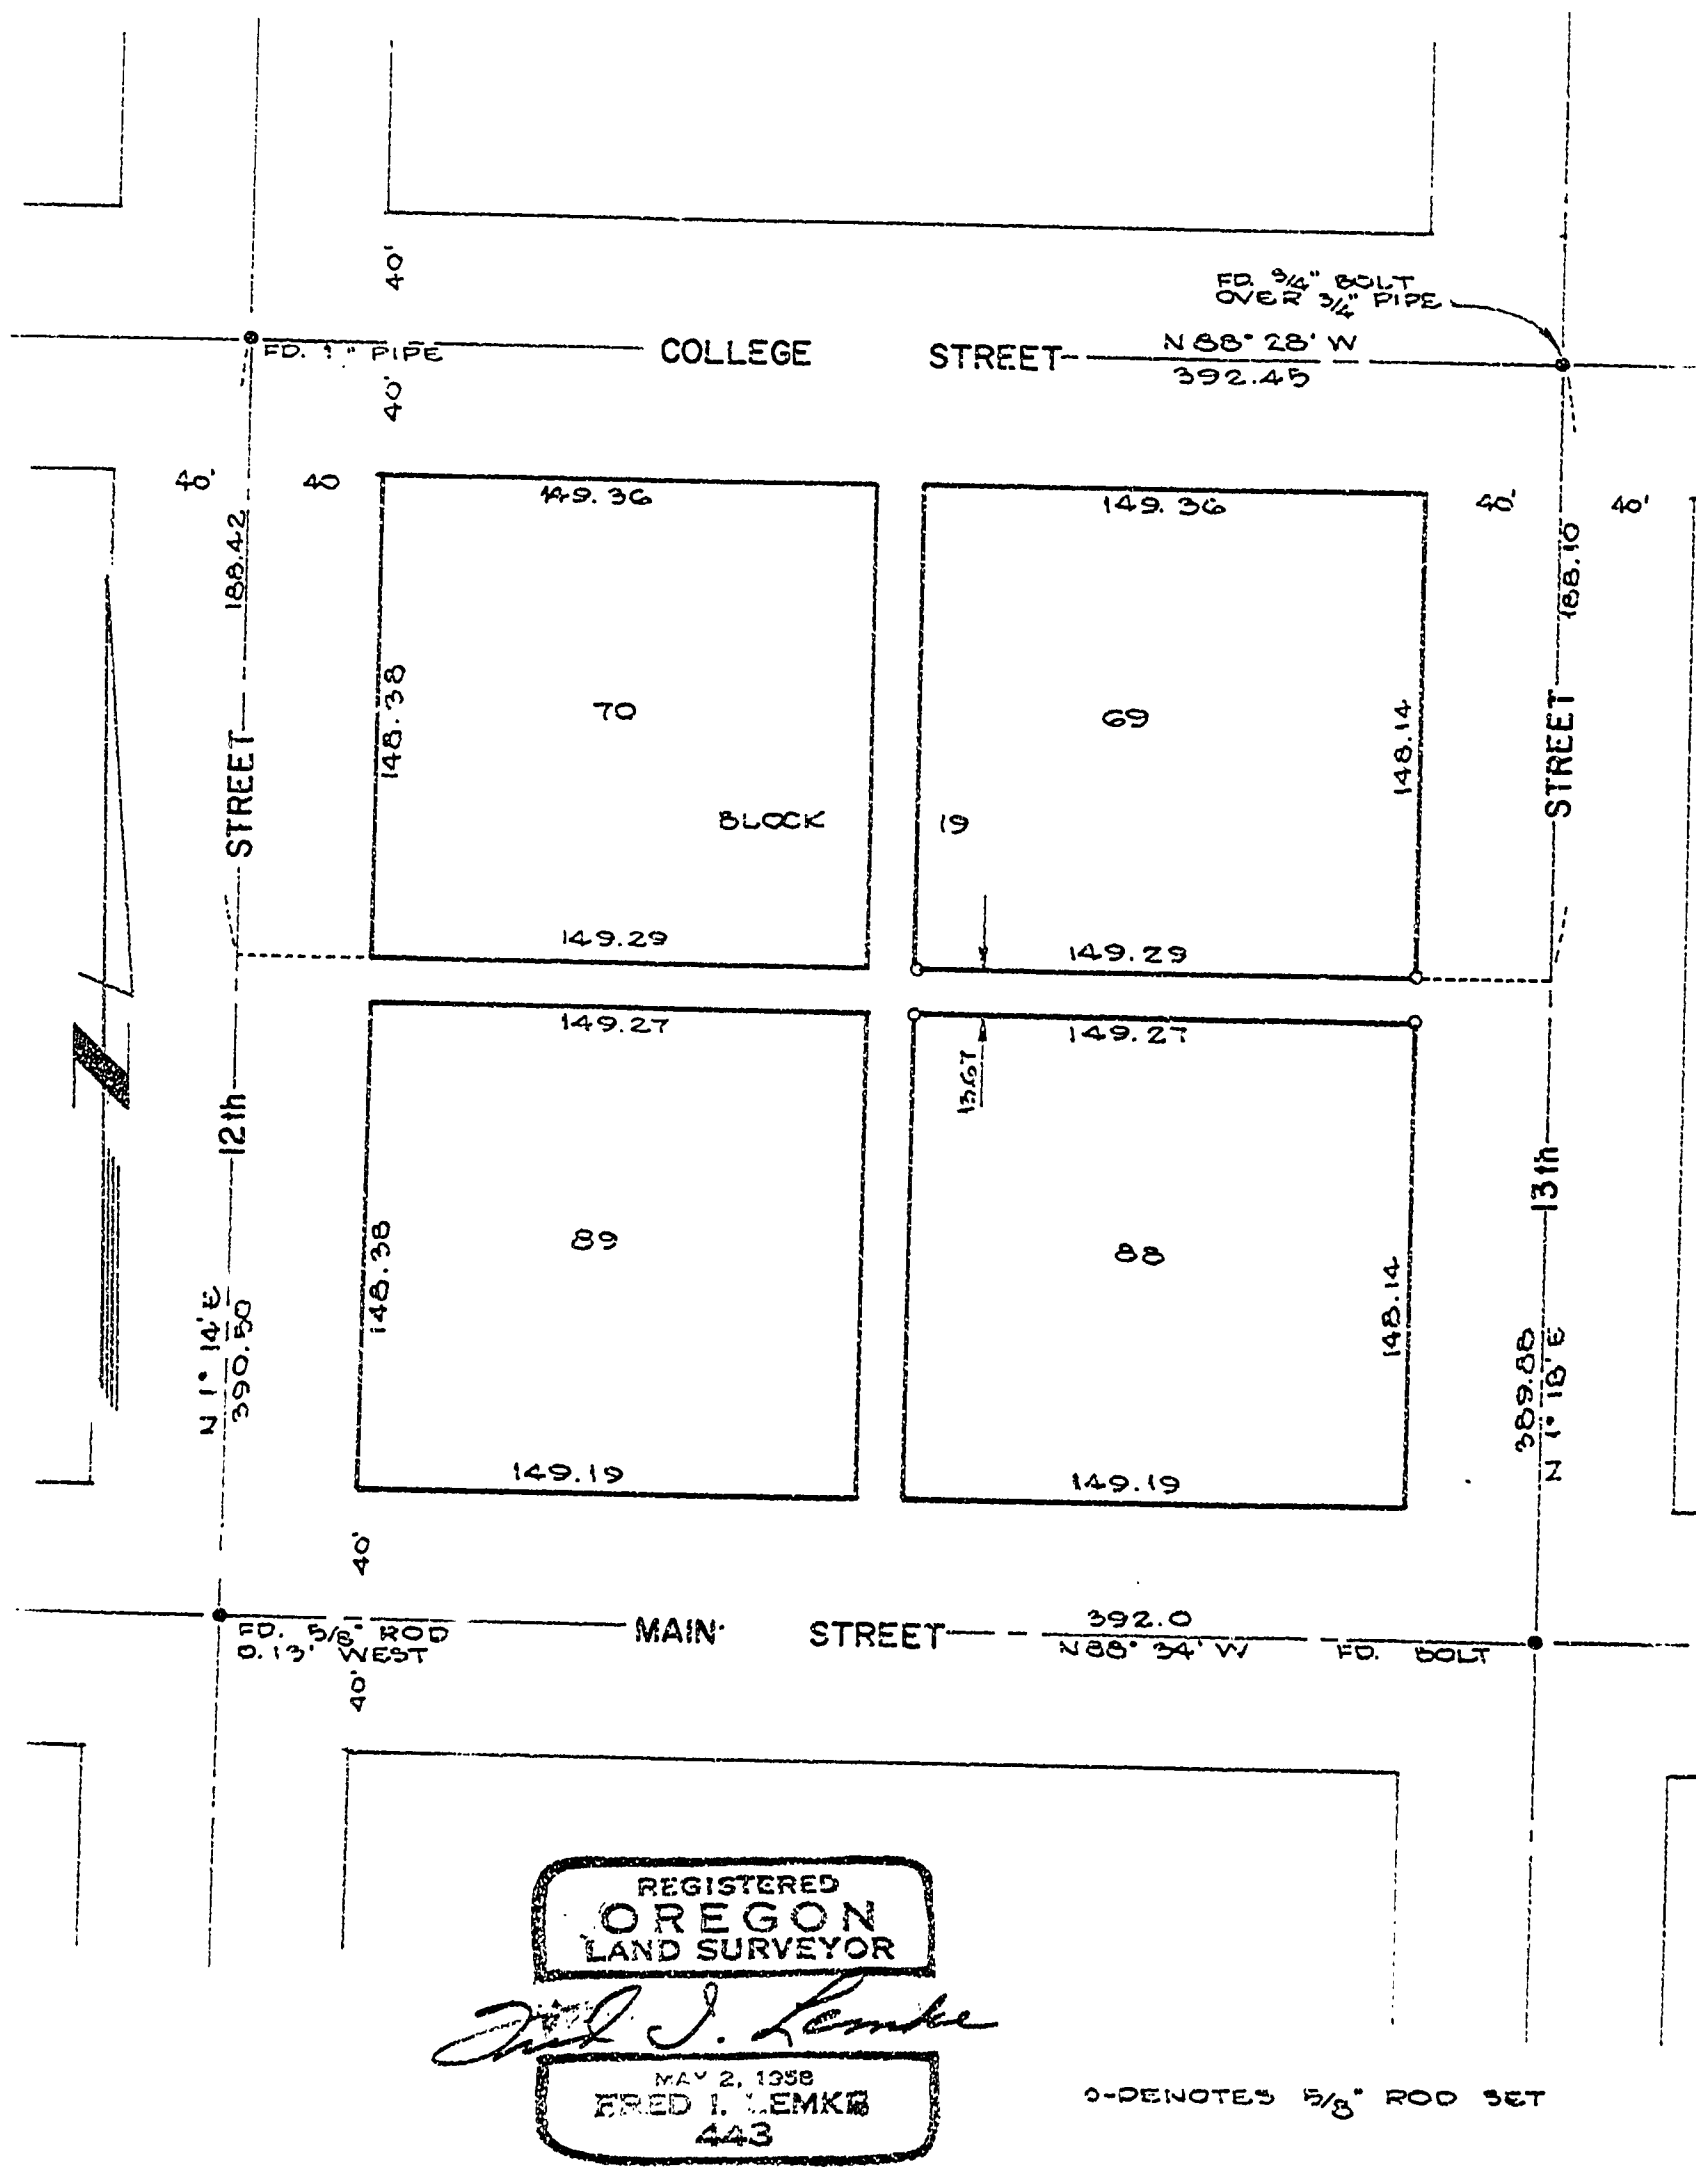 40'
FD. 3/4" BOLT
OVER 3/4" PIPE
FD. 1" PIPE
COLLEGE STREET
N 88° 28' W
392.45
40'
40'
40
149.36
149.36
40'
40'
188.42
188.10
148.38
70
69
148.14
STREET
STREET
BLOCK 19
149.29
149.29
149.27
149.27
13.67
12th
13th
89
88
148.38
148.14
N 1° 14' E
390.50
389.88
N 1° 18' E
149.19
149.19
40'
FD. 5/8" ROD
0.13' WEST
MAIN STREET
392.0
N 88° 34' W
FD. BOLT
40'
REGISTERED
OREGON
LAND SURVEYOR
Fred I. Lemke
MAY 2, 1958
FRED I. LEMKE
443
O-DENOTES 5/8" ROD SET